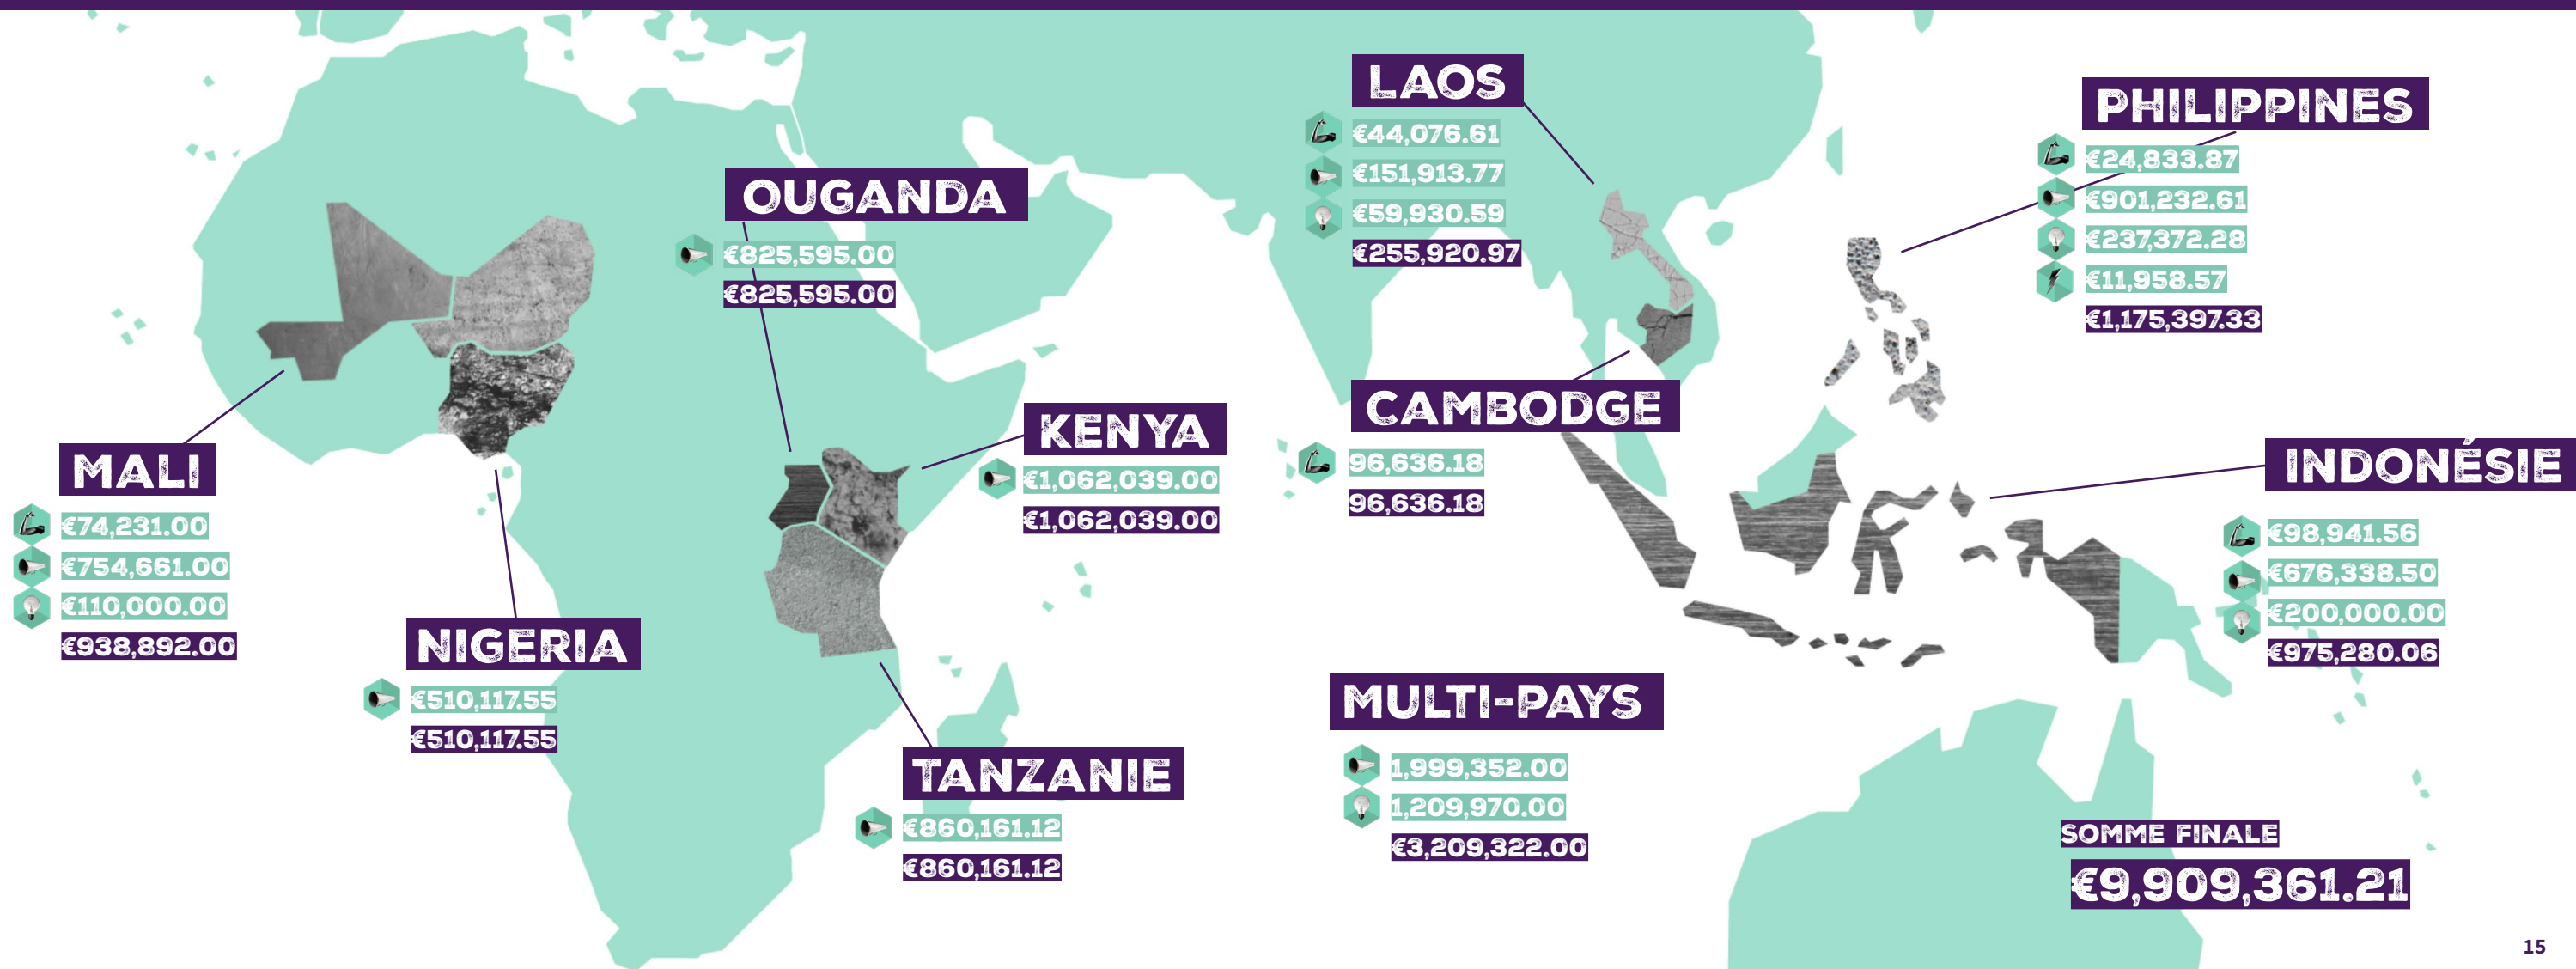 LAOS
€44,076.61
€151,913.77
€59,930.59
€255,920.97
PHILIPPINES
€24,833.87
€901,232.61
€237,372.28
€11,958.57
€1,175,397.33
OUGANDA
€825,595.00
€825,595.00
KENYA
€1,062,039.00
€1,062,039.00
CAMBODGE
96,636.18
96,636.18
MALI
€74,231.00
€754,661.00
€110,000.00
€938,892.00
INDONÉSIE
€98,941.56
€676,338.50
€200,000.00
€975,280.06
NIGERIA
€510,117.55
€510,117.55
TANZANIE
€860,161.12
€860,161.12
MULTI-PAYS
1,999,352.00
1,209,970.00
€3,209,322.00
SOMME FINALE
€9,909,361.21
15